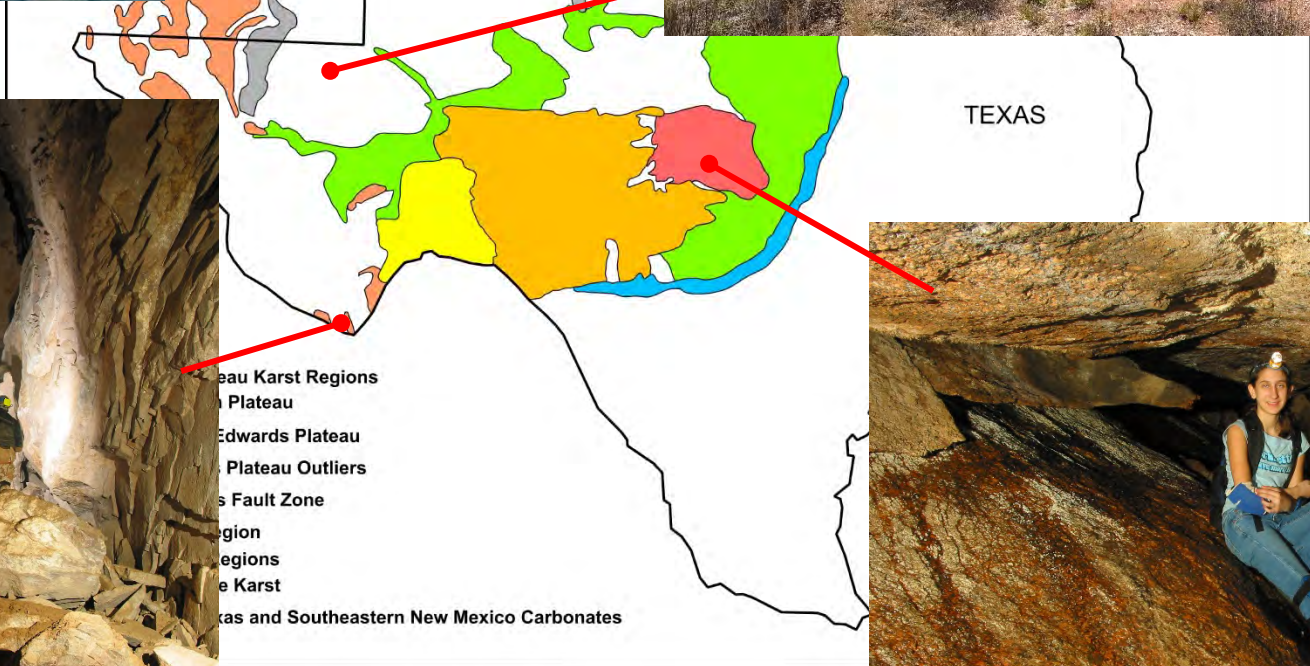 TEXAS
eau Karst Regions
Plateau
Edwards Plateau
Plateau Outliers
s Fault Zone
egion
egions
e Karst
xas and Southeastern New Mexico Carbonates